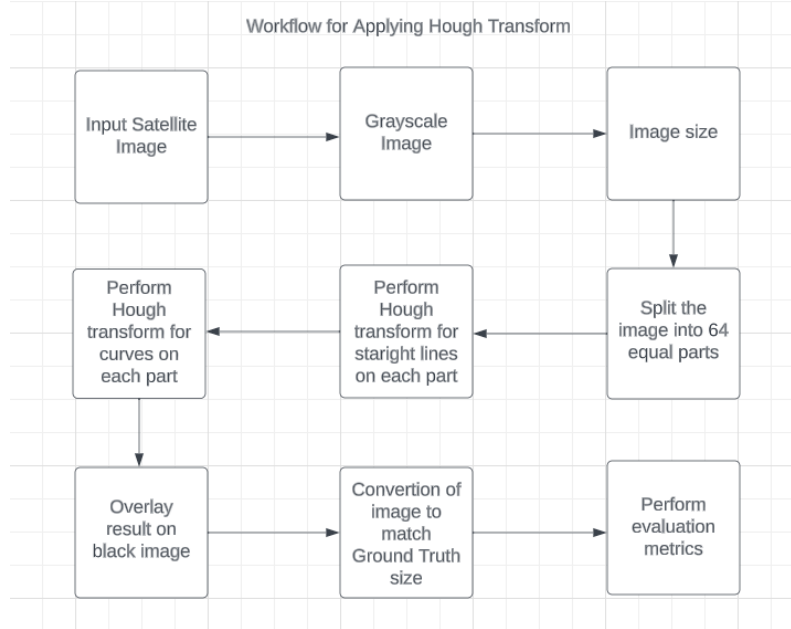 Workflow for Applying Hough Transform
Input Satellite
Image
Grayscale
Image
Image size
Split the
image into 64
equal parts
Perform
Hough
transform for
staright lines
on each part
Perform
Hough
transform for
curves on
each part
Overlay
result on
black image
Convertion of
image to
match
Ground Truth
size
Perform
evaluation
metrics